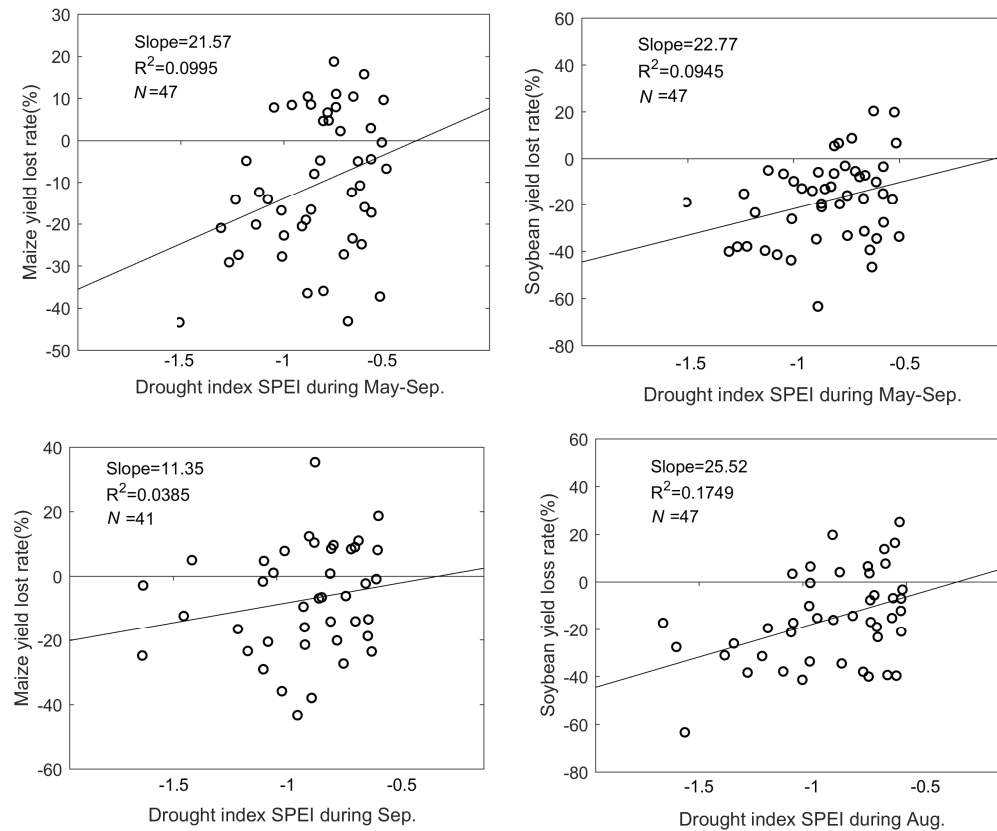 30
20
10
0
-10
-20
-30
-40
-50
Maize yield lost rate(%)
Slope=21.57
R²=0.0995
N =47
-1.5 -1 -0.5
Drought index SPEI during May-Sep.
60
40
20
0
-20
-40
-60
-80
Soybean yield lost rate(%)
Slope=22.77
R²=0.0945
N =47
-1.5 -1 -0.5
Drought index SPEI during May-Sep.
40
20
0
-20
-40
-60
Maize yield lost rate(%)
Slope=11.35
R²=0.0385
N =41
-1.5 -1 -0.5
Drought index SPEI during Sep.
60
40
20
0
-20
-40
-60
-80
Soybean yield loss rate(%)
Slope=25.52
R²=0.1749
N =47
-1.5 -1 -0.5
Drought index SPEI during Aug.